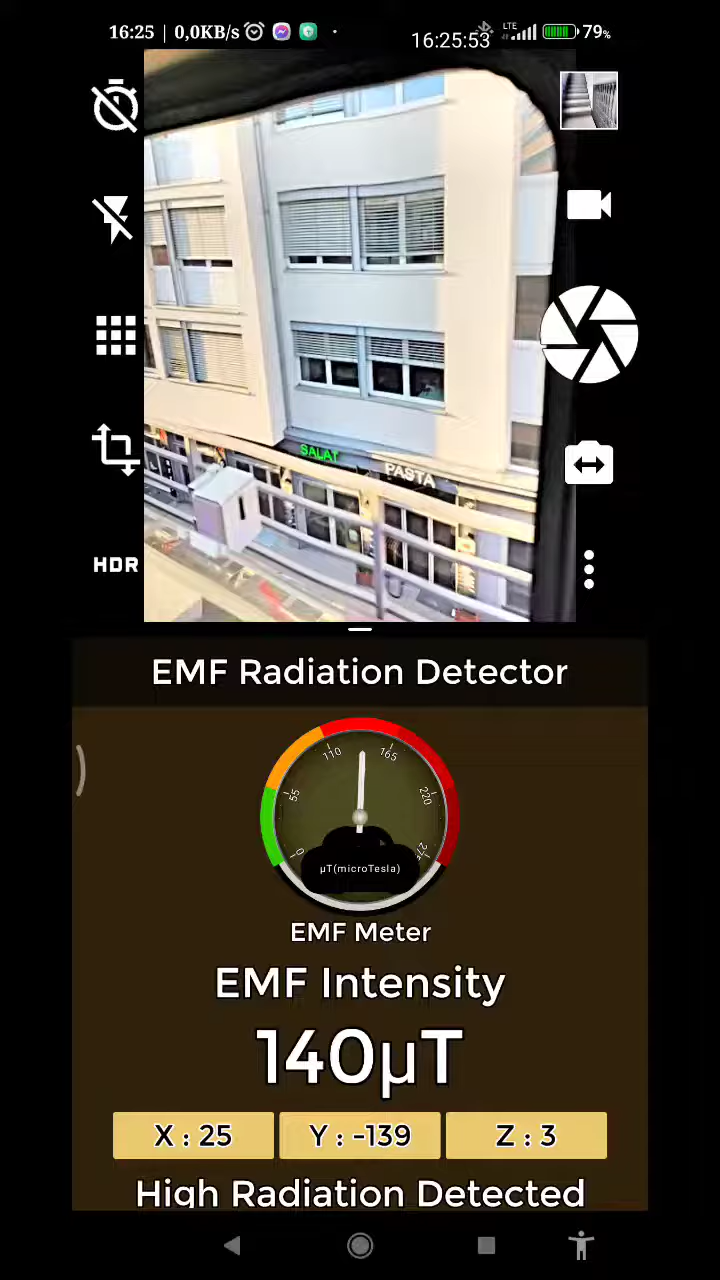 16:25 | 0,0KB/s
16:25:53
LTE
79%
HDR
SALAT
PASTA
EMF Radiation Detector
0
55
110
165
220
275
µT(microTesla)
EMF Meter
EMF Intensity
140µT
X : 25
Y : -139
Z : 3
High Radiation Detected